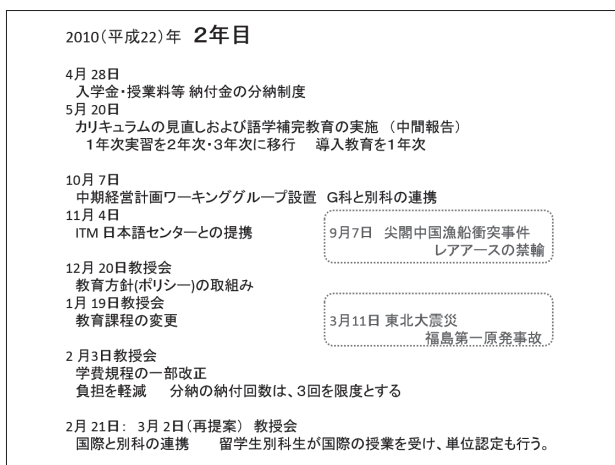 2010(平成22)年 2年目
4月 28日
入学金・授業料等 納付金の分納制度
5月 20日
カリキュラムの見直しおよび語学補完教育の実施 (中間報告)
1年次実習を2年次・3年次に移行 導入教育を1年次
10月 7日
中期経営計画ワーキンググループ設置 G科と別科の連携
11月 4日
ITM 日本語センターとの提携
9月7日 尖閣中国漁船衝突事件
レアアースの禁輸
12月 20日教授会
教育方針(ポリシー)の取組み
1月 19日教授会
教育課程の変更
3月11日 東北大震災
福島第一原発事故
2 月3日教授会
学費規程の一部改正
負担を軽減 分納の納付回数は、3回を限度とする
2月 21日: 3月 2日(再提案) 教授会
国際と別科の連携 留学生別科生が国際の授業を受け、単位認定も行う。